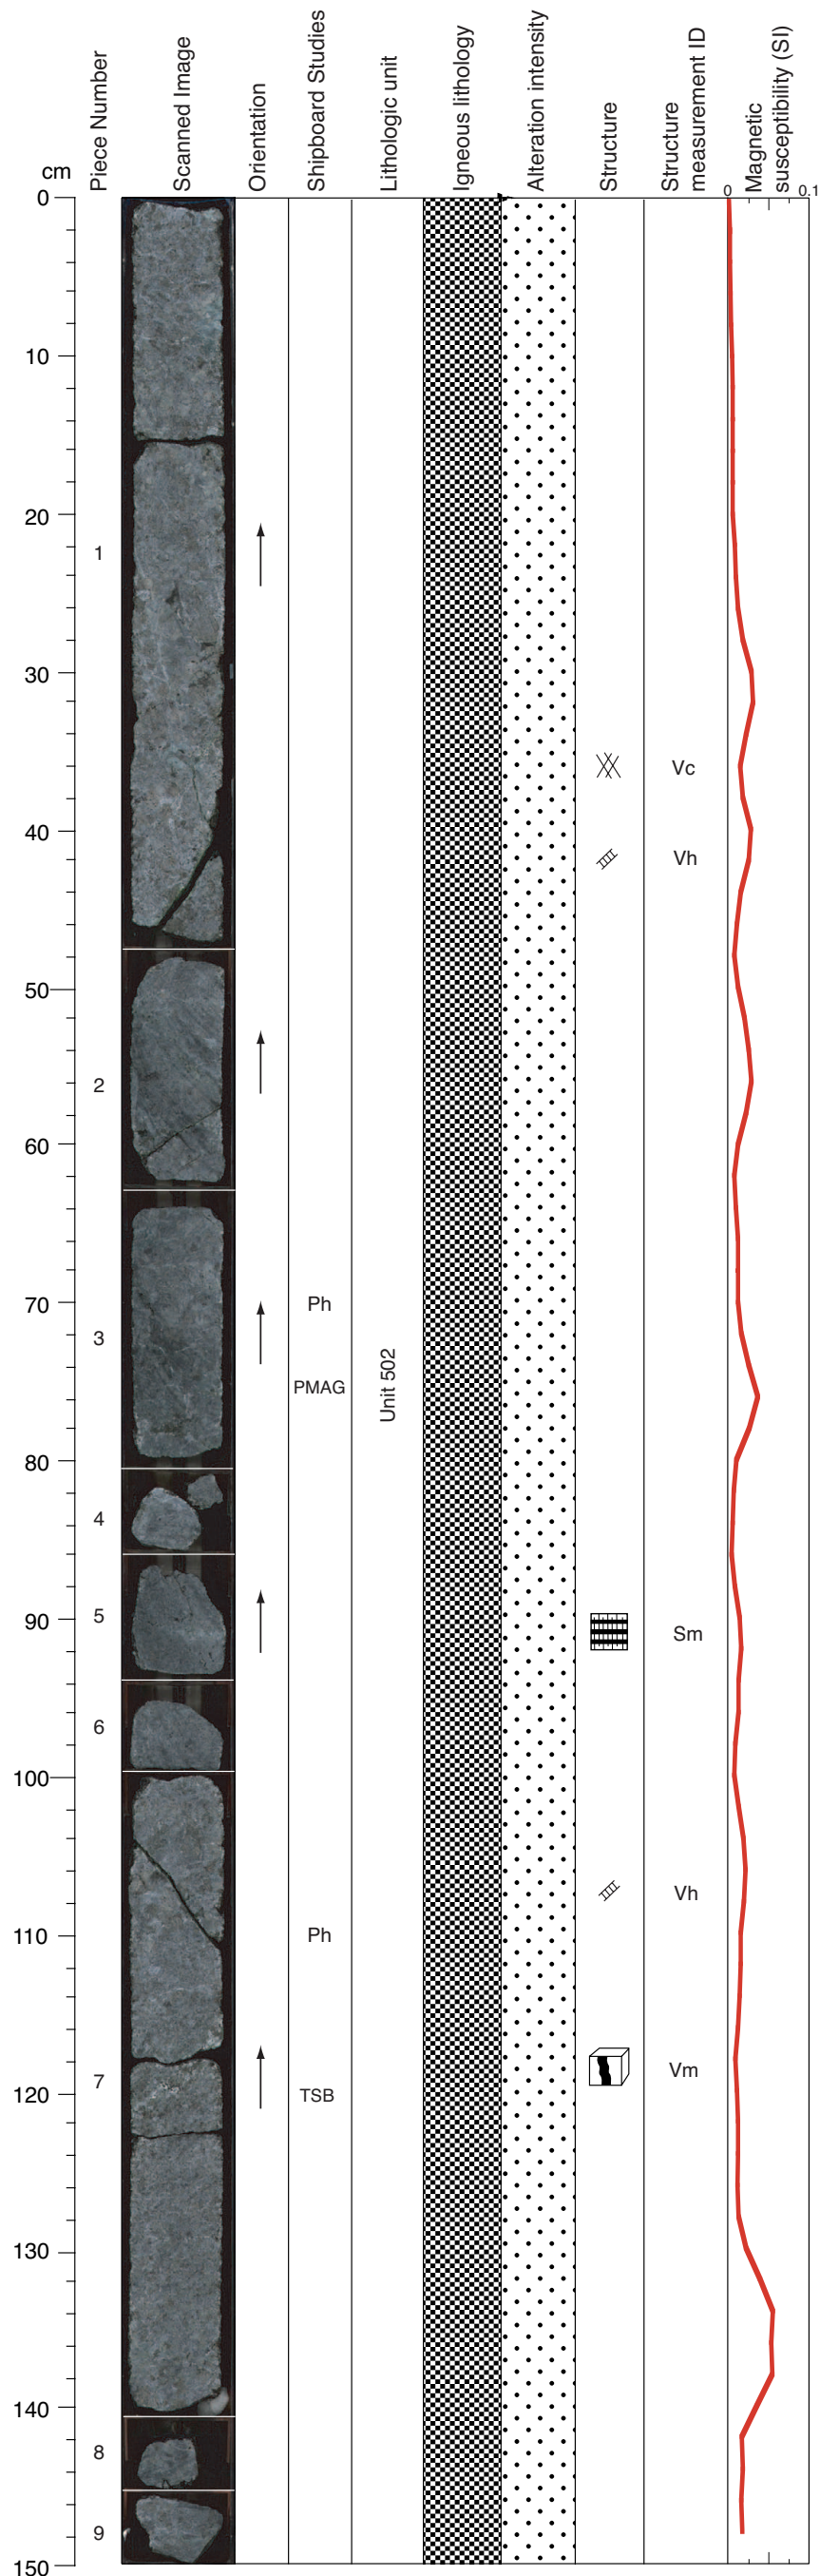 cm
Piece Number
Scanned Image
Orientation
Shipboard Studies
Lithologic unit
Igneous lithology
Alteration intensity
Structure
Structure
measurement ID
Magnetic
susceptibility (SI)
0 0.1
0
10
20
1
30
Vc
40
Vh
50
2
60
70
Ph
3
PMAG
Unit 502
80
4
90
5
Sm
6
100
Vh
110
Ph
Vm
7
120
TSB
130
140
8
9
150